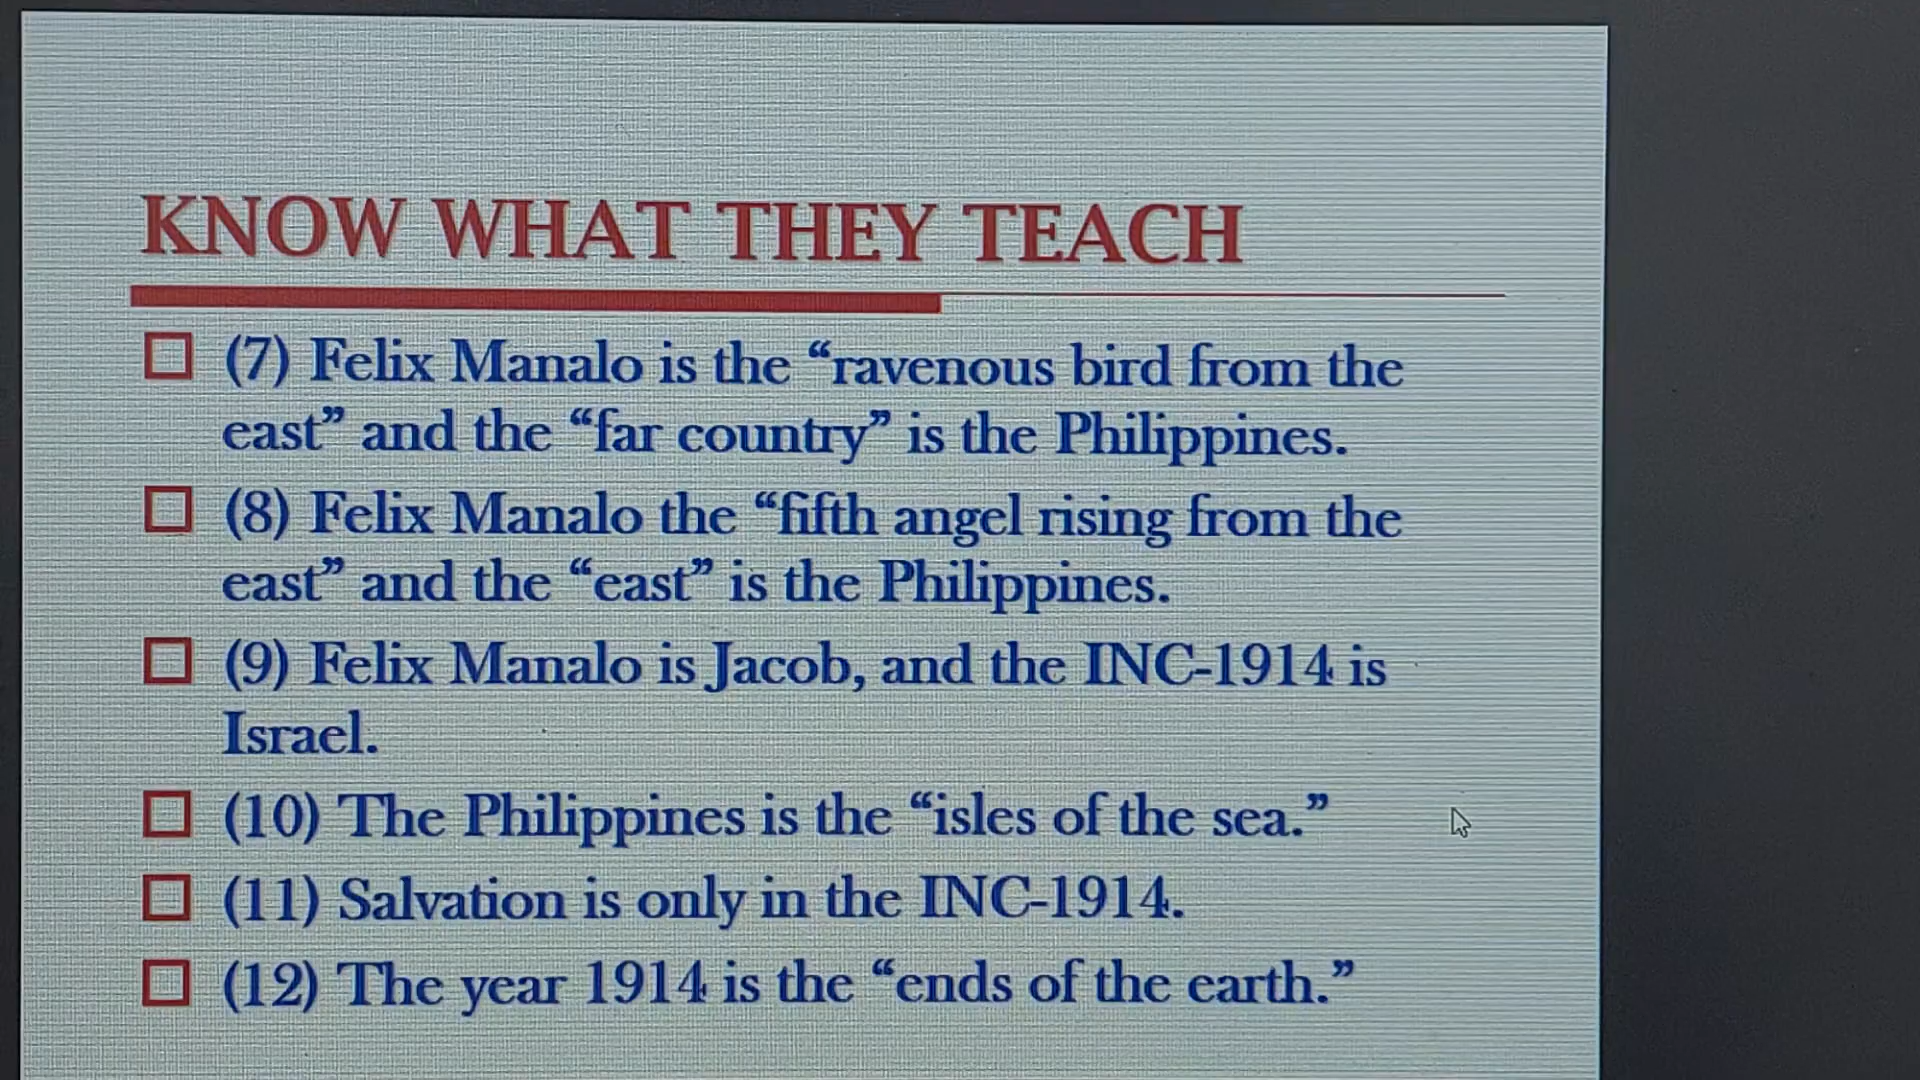 KNOW WHAT THEY TEACH
(7) Felix Manalo is the “ravenous bird from the
east” and the “far country” is the Philippines.
(8) Felix Manalo the “fifth angel rising from the
east” and the “east” is the Philippines.
(9) Felix Manalo is Jacob, and the INC-1914 is
Israel.
(10) The Philippines is the “isles of the sea.”
(11) Salvation is only in the INC-1914.
(12) The year 1914 is the “ends of the earth.”